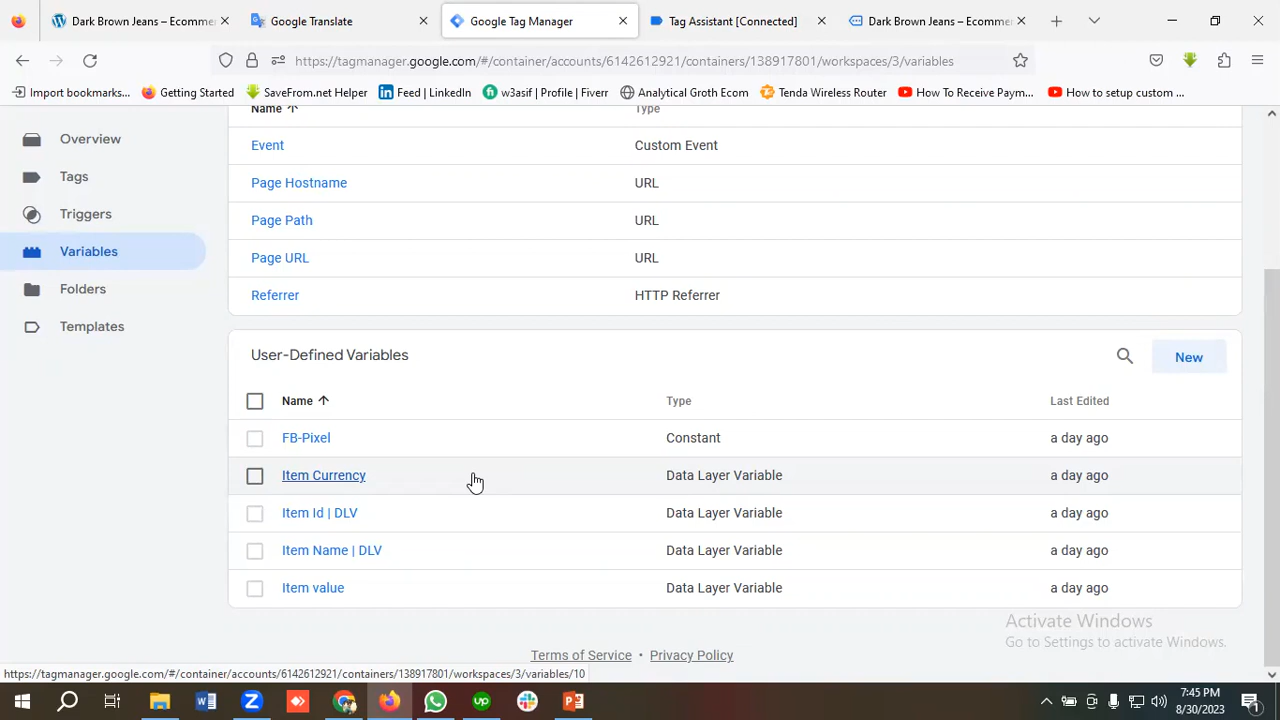 Dark Brown Jeans – Ecommer
Google Translate
Google Tag Manager
Tag Assistant [Connected]
Dark Brown Jeans – Ecommer
https://tagmanager.google.com/#/container/accounts/6142612921/containers/138917801/workspaces/3/variables
Import bookmarks...
Getting Started
SaveFrom.net Helper
Feed | LinkedIn
w3asif | Profile | Fiverr
Analytical Groth Ecom
Tenda Wireless Router
How To Receive Paym...
How to setup custom ...
Overview
Tags
Triggers
Variables
Folders
Templates
Name
Type
Event
Custom Event
Page Hostname
URL
Page Path
URL
Page URL
URL
Referrer
HTTP Referrer
User-Defined Variables
New
Name
Type
Last Edited
FB-Pixel
Constant
a day ago
Item Currency
Data Layer Variable
a day ago
Item Id | DLV
Data Layer Variable
a day ago
Item Name | DLV
Data Layer Variable
a day ago
Item value
Data Layer Variable
a day ago
Activate Windows
Go to Settings to activate Windows.
Terms of Service
Privacy Policy
https://tagmanager.google.com/#/container/accounts/6142612921/containers/138917801/workspaces/3/variables/10
7:45 PM
8/30/2023